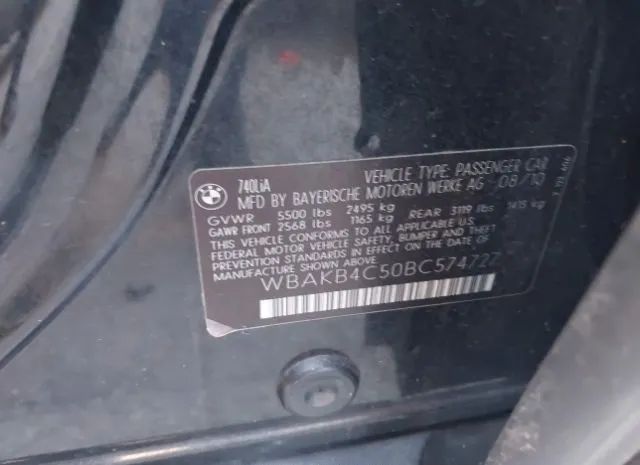 BMW
740LiA VEHICLE TYPE: PASSENGER CAR
MFD BY BAYERISCHE MOTOREN WERKE AG 08/10
GVWR 5500 lbs 2495 kg
GAWR FRONT 2568 lbs 1165 kg REAR 3119 lbs 1415 kg
THIS VEHICLE CONFORMS TO ALL APPLICABLE U.S.
FEDERAL MOTOR VEHICLE SAFETY, BUMPER, AND THEFT
PREVENTION STANDARDS IN EFFECT ON THE DATE OF
MANUFACTURE SHOWN ABOVE.
WBAKB4C50BC574727